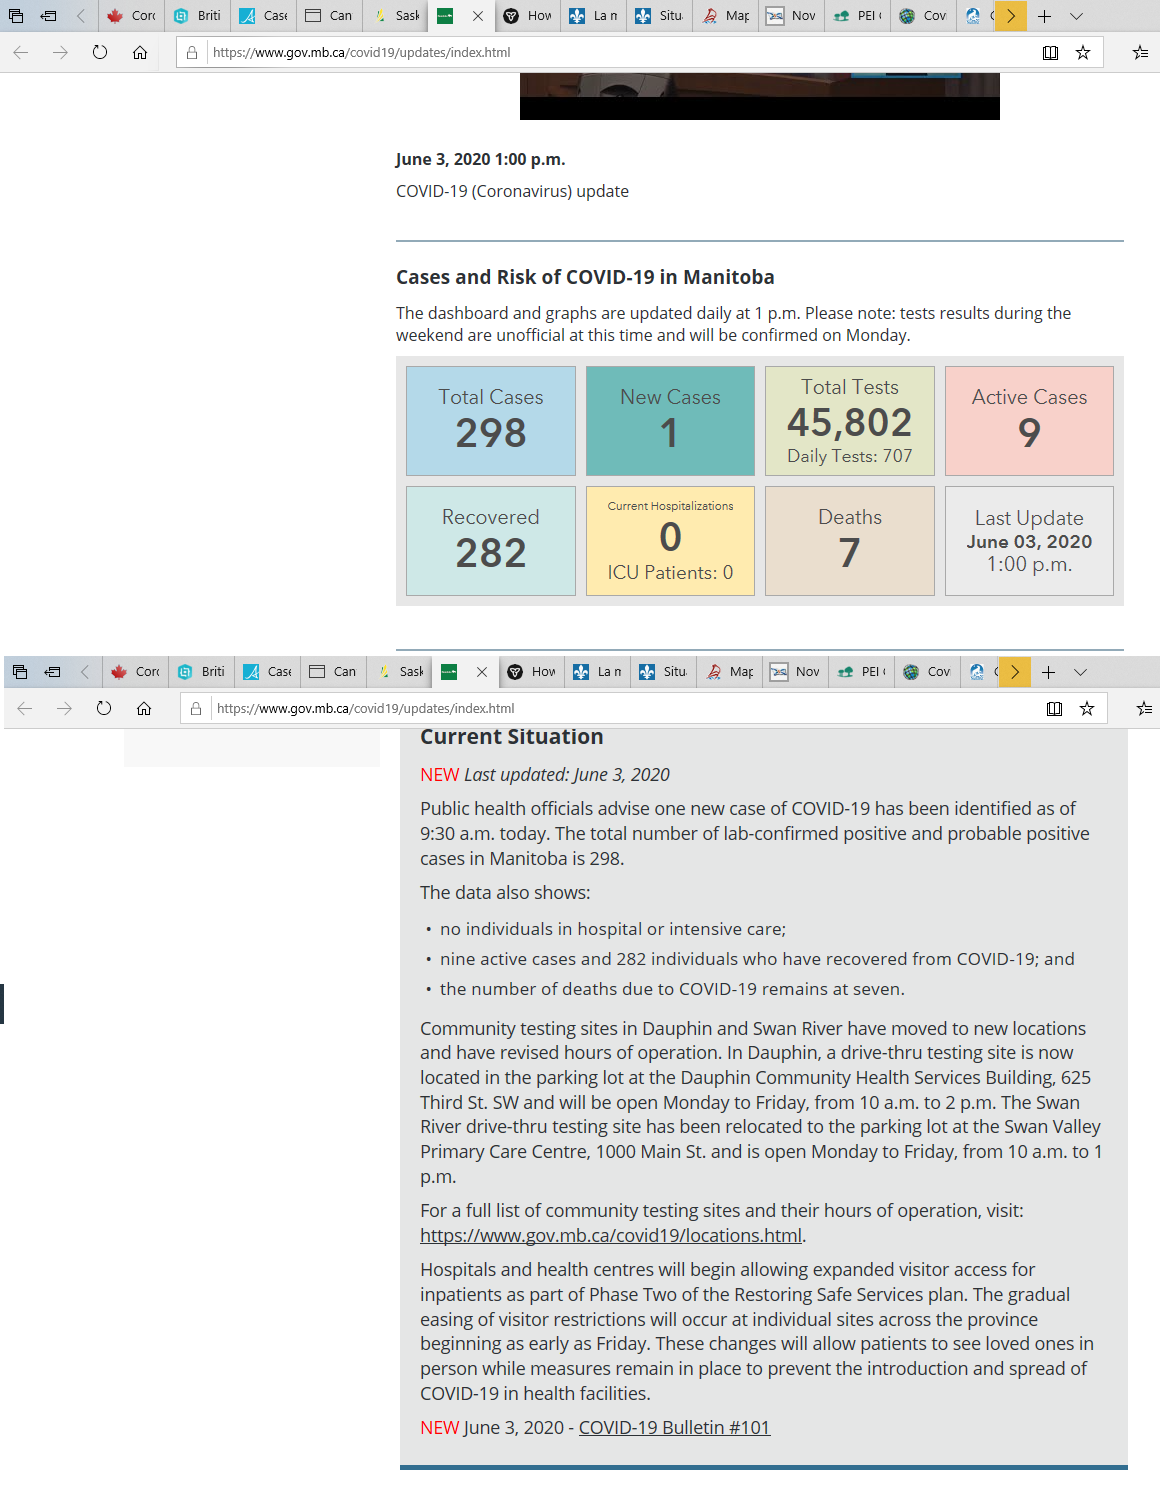 Corc
Briti
Case
Can
Sask
How
La n
Situ
Map
Nov
PEI
Cov
https://www.gov.mb.ca/covid19/updates/index.html
June 3, 2020 1:00 p.m.
COVID-19 (Coronavirus) update
Cases and Risk of COVID-19 in Manitoba
The dashboard and graphs are updated daily at 1 p.m. Please note: tests results during the
weekend are unofficial at this time and will be confirmed on Monday.
Total Cases
298
New Cases
1
Total Tests
45,802
Daily Tests: 707
Active Cases
9
Recovered
282
Current Hospitalizations
0
ICU Patients: 0
Deaths
7
Last Update
June 03, 2020
1:00 p.m.
Corc
Briti
Case
Can
Sask
How
La n
Situ
Map
Nov
PEI
Cov
https://www.gov.mb.ca/covid19/updates/index.html
Current Situation
NEW Last updated: June 3, 2020
Public health officials advise one new case of COVID-19 has been identified as of
9:30 a.m. today. The total number of lab-confirmed positive and probable positive
cases in Manitoba is 298.
The data also shows:
• no individuals in hospital or intensive care;
• nine active cases and 282 individuals who have recovered from COVID-19; and
• the number of deaths due to COVID-19 remains at seven.
Community testing sites in Dauphin and Swan River have moved to new locations
and have revised hours of operation. In Dauphin, a drive-thru testing site is now
located in the parking lot at the Dauphin Community Health Services Building, 625
Third St. SW and will be open Monday to Friday, from 10 a.m. to 2 p.m. The Swan
River drive-thru testing site has been relocated to the parking lot at the Swan Valley
Primary Care Centre, 1000 Main St. and is open Monday to Friday, from 10 a.m. to 1
p.m.
For a full list of community testing sites and their hours of operation, visit:
https://www.gov.mb.ca/covid19/locations.html.
Hospitals and health centres will begin allowing expanded visitor access for
inpatients as part of Phase Two of the Restoring Safe Services plan. The gradual
easing of visitor restrictions will occur at individual sites across the province
beginning as early as Friday. These changes will allow patients to see loved ones in
person while measures remain in place to prevent the introduction and spread of
COVID-19 in health facilities.
NEW June 3, 2020 - COVID-19 Bulletin #101